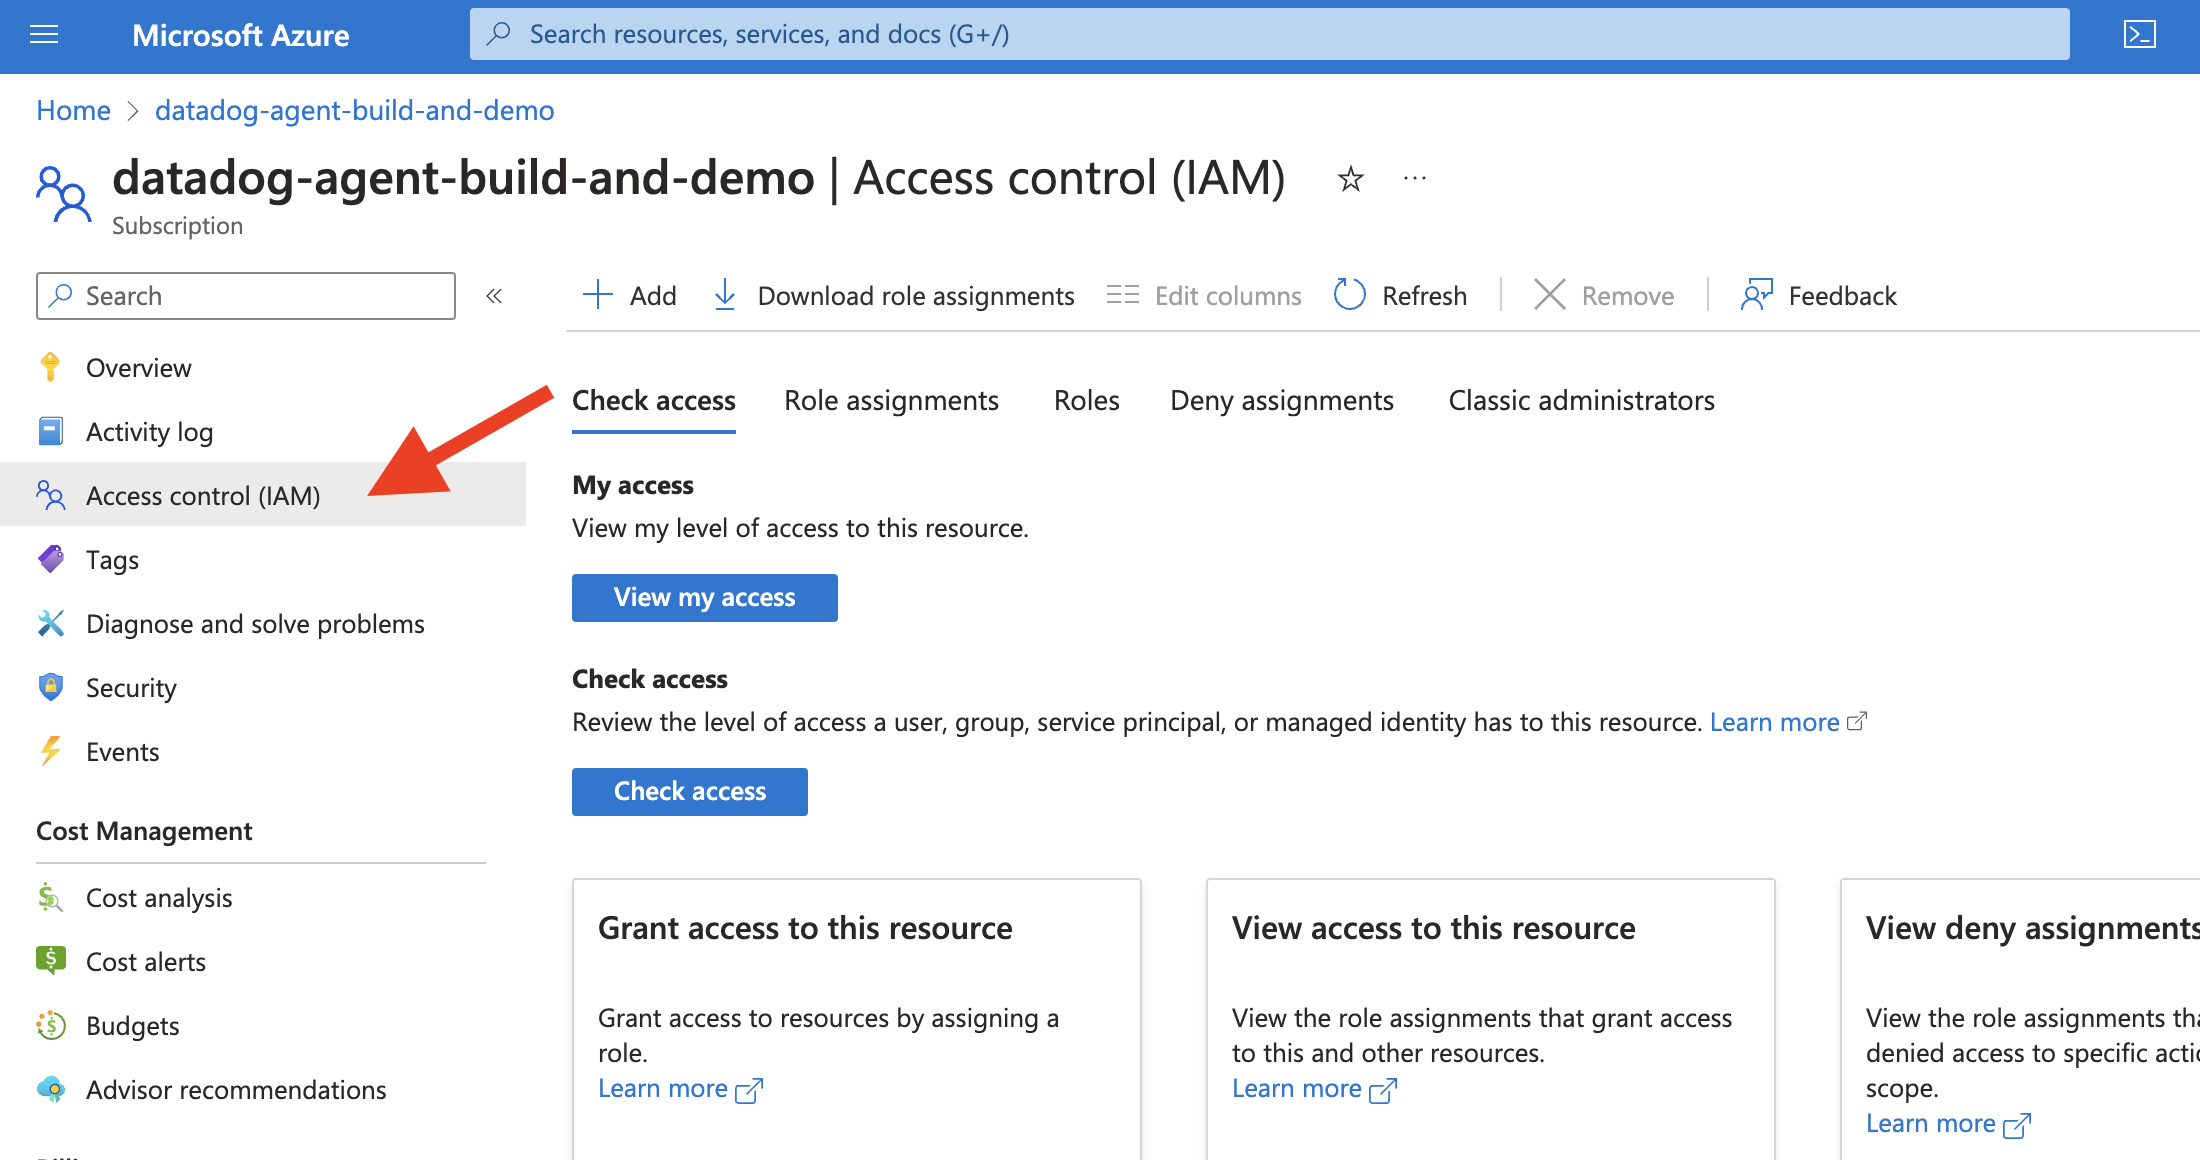 Microsoft Azure
Search resources, services, and docs (G+/)
Home > datadog-agent-build-and-demo
datadog-agent-build-and-demo | Access control (IAM)
Subscription
Search
Overview
Activity log
Access control (IAM)
Tags
Diagnose and solve problems
Security
Events
Cost Management
Cost analysis
Cost alerts
Budgets
Advisor recommendations
Add Download role assignments Edit columns Refresh Remove Feedback
Check access Role assignments Roles Deny assignments Classic administrators
My access
View my level of access to this resource.
View my access
Check access
Review the level of access a user, group, service principal, or managed identity has to this resource. Learn more
Check access
Grant access to this resource
Grant access to resources by assigning a
role.
Learn more
View access to this resource
View the role assignments that grant access
to this and other resources.
Learn more
View deny assignments
View the role assignments
denied access to specific
scope.
Learn more